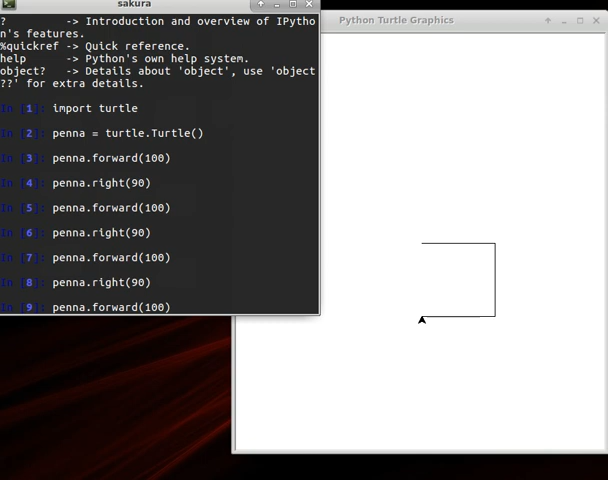 sakura
?         -> Introduction and overview of IPytho
n's features.
%quickref -> Quick reference.
help      -> Python's own help system.
object?   -> Details about 'object', use 'object
??' for extra details.
In [1]: import turtle
In [2]: penna = turtle.Turtle()
In [3]: penna.forward(100)
In [4]: penna.right(90)
In [5]: penna.forward(100)
In [6]: penna.right(90)
In [7]: penna.forward(100)
In [8]: penna.right(90)
In [9]: penna.forward(100)
Python Turtle Graphics